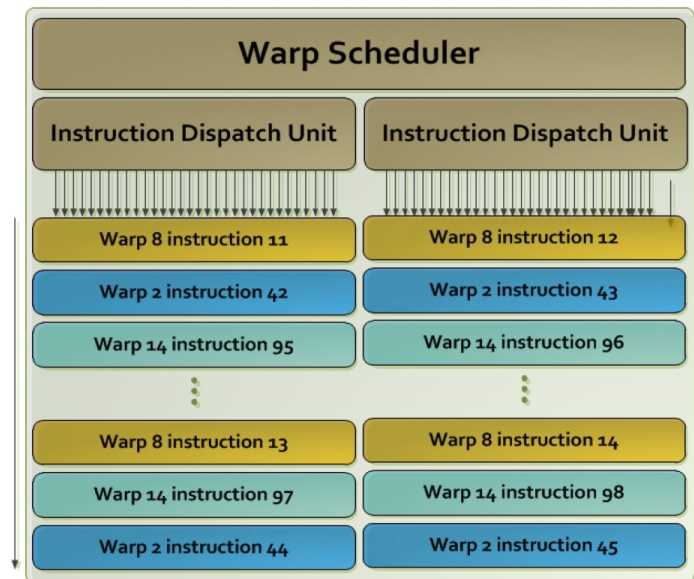 Warp Scheduler
Instruction Dispatch Unit
Instruction Dispatch Unit
Warp 8 instruction 11
Warp 8 instruction 12
Warp 2 instruction 42
Warp 2 instruction 43
Warp 14 instruction 95
Warp 14 instruction 96
Warp 8 instruction 13
Warp 8 instruction 14
Warp 14 instruction 97
Warp 14 instruction 98
Warp 2 instruction 44
Warp 2 instruction 45